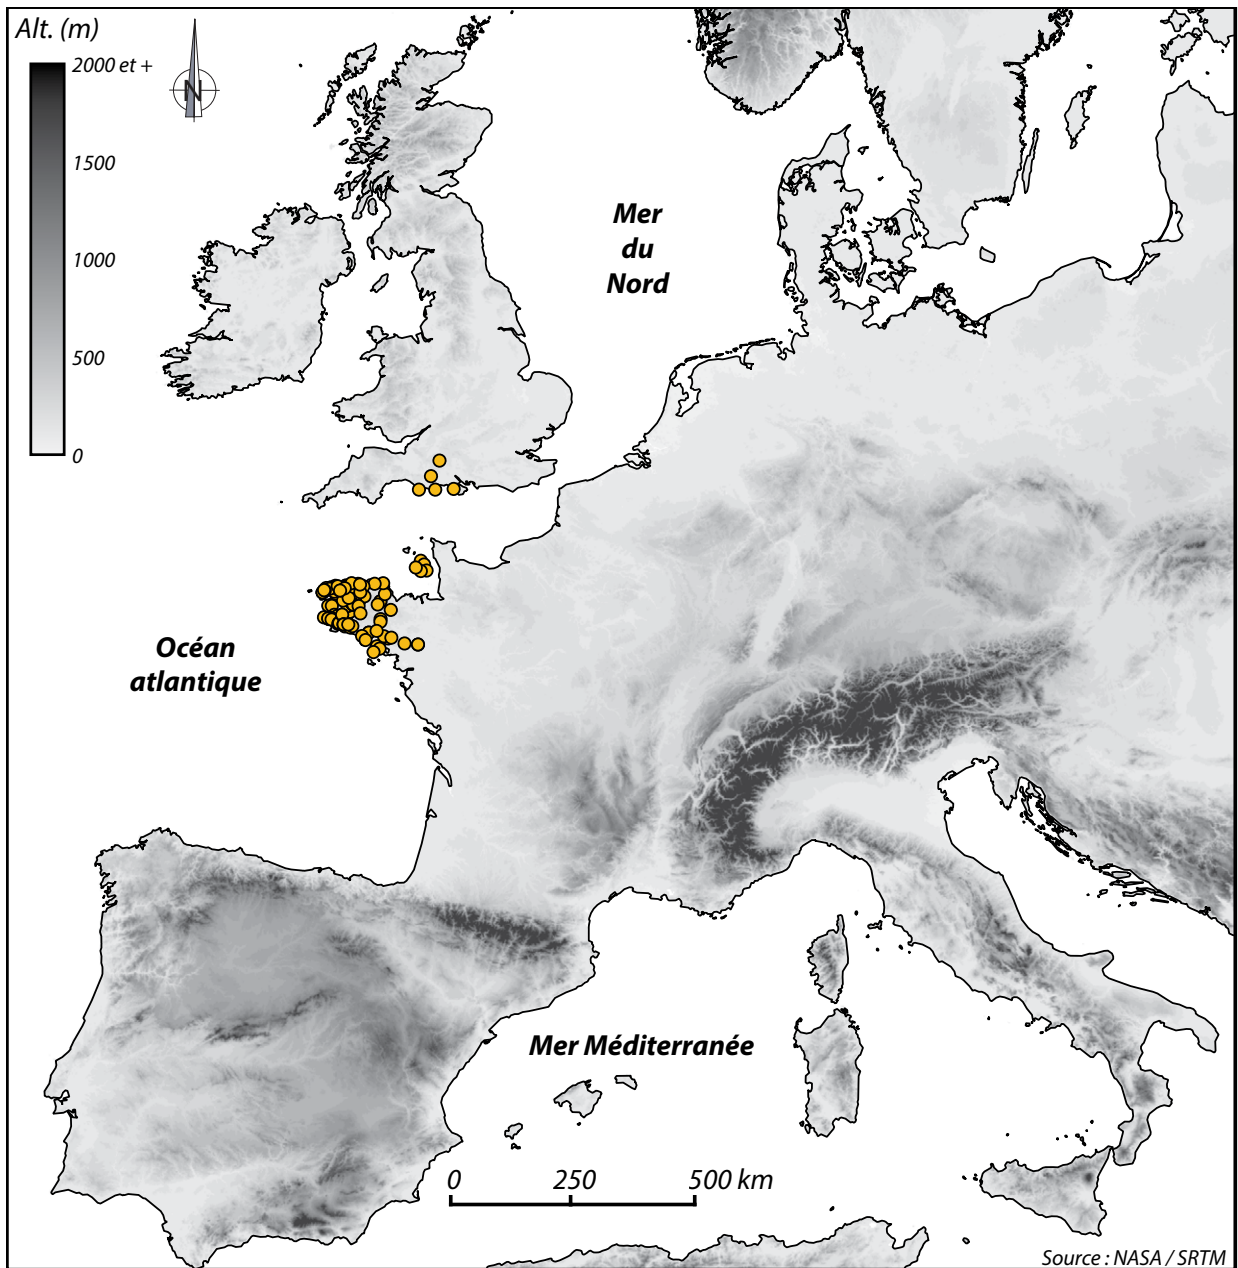 Alt. (m)
2000 et +
1500
1000
500
0
N
Mer
du
Nord
Océan
atlantique
Mer Méditerranée
0 250 500 km
Source : NASA / SRTM